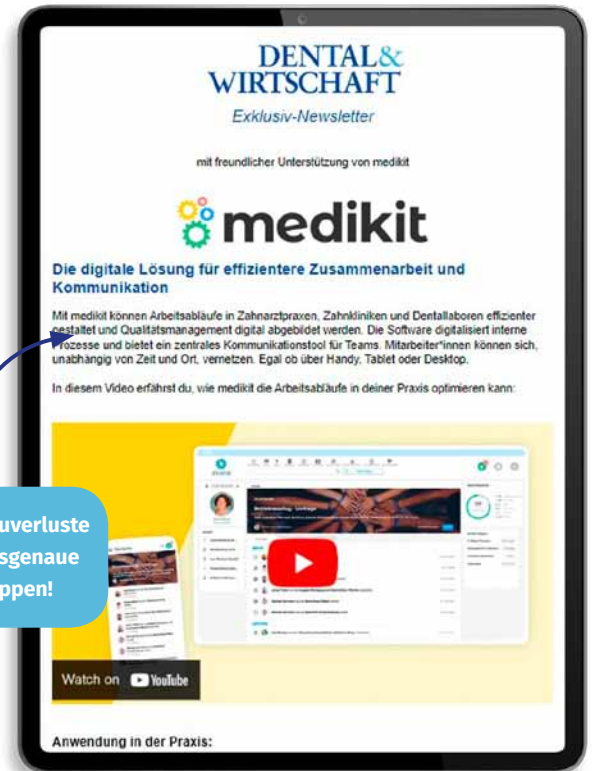 DENTAL&
WIRTSCHAFT
Exklusiv-Newsletter
mit freundlicher Unterstützung von medikit
medikit
Die digitale Lösung für effizientere Zusammenarbeit und
Kommunikation
Mit medikit können Arbeitsabläufe in Zahnarztpraxen, Zahnkliniken und Dentallaboren effizienter
gestaltet und Qualitätsmanagement digital abgebildet werden. Die Software digitalisiert interne
Prozesse und bietet ein zentrales Kommunikationstool für Teams. Mitarbeiter*innen können sich,
unabhängig von Zeit und Ort, vernetzen. Egal ob über Handy, Tablet oder Desktop.
In diesem Video erfährst du, wie medikit die Arbeitsabläufe in deiner Praxis optimieren kann:
uverluste
sgenaue
ppen!
Watch on YouTube
Anwendung in der Praxis: